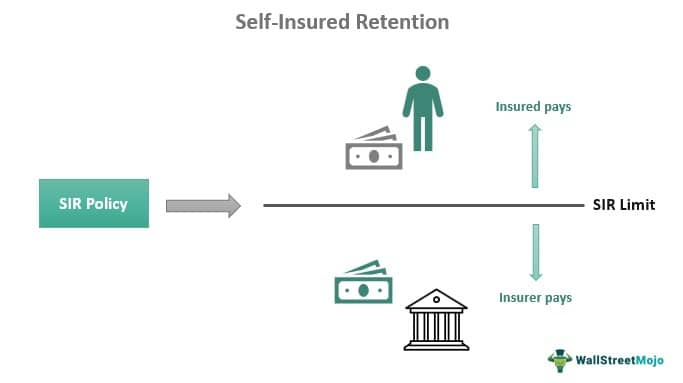 Self-Insured Retention
Insured pays
SIR Policy
SIR Limit
Insurer pays
WallStreetMojo